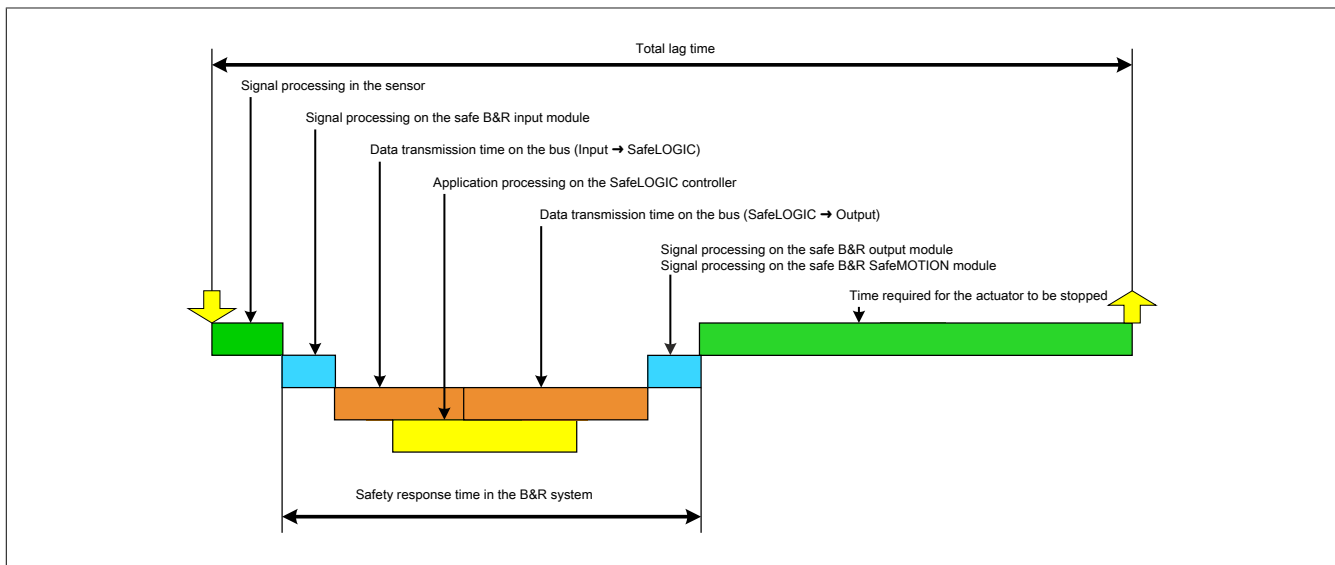 Total lag time
Signal processing in the sensor
Signal processing on the safe B&R input module
Data transmission time on the bus (Input → SafeLOGIC)
Application processing on the SafeLOGIC controller
Data transmission time on the bus (SafeLOGIC → Output)
Signal processing on the safe B&R output module
Signal processing on the safe B&R SafeMOTION module
Time required for the actuator to be stopped
Safety response time in the B&R system